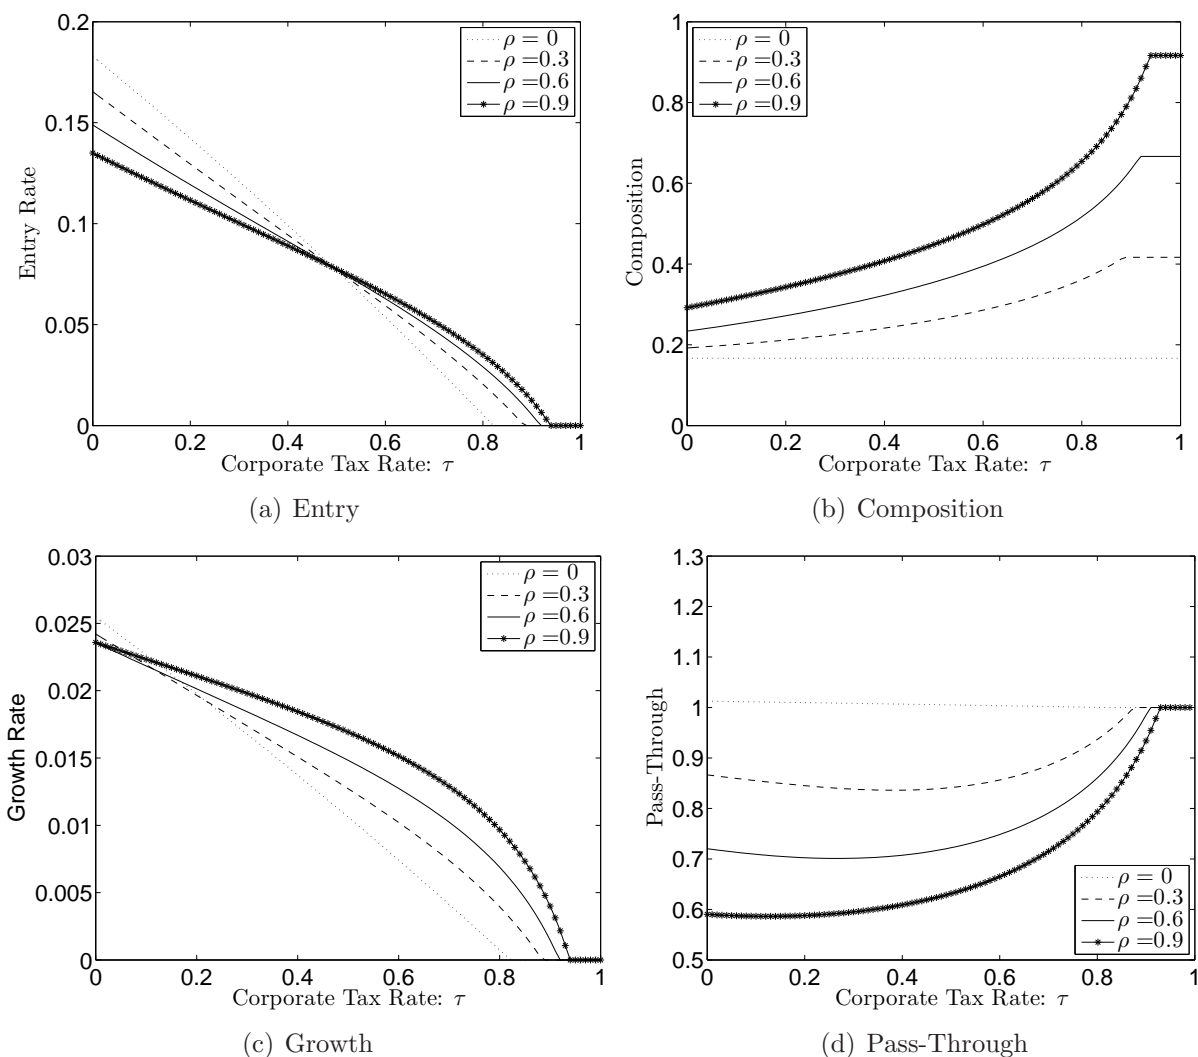 0.2
0.15
0.1
0.05
0
0 0.2 0.4 0.6 0.8 1
Entry Rate
Corporate Tax Rate: τ
ρ = 0
ρ =0.3
ρ =0.6
ρ =0.9
(a) Entry
1
0.8
0.6
0.4
0.2
0
0 0.2 0.4 0.6 0.8 1
Composition
Corporate Tax Rate: τ
ρ = 0
ρ =0.3
ρ =0.6
ρ =0.9
(b) Composition
0.03
0.025
0.02
0.015
0.01
0.005
0
0 0.2 0.4 0.6 0.8 1
Growth Rate
Corporate Tax Rate: τ
ρ = 0
ρ =0.3
ρ =0.6
ρ =0.9
(c) Growth
1.3
1.2
1.1
1
0.9
0.8
0.7
0.6
0.5
0 0.2 0.4 0.6 0.8 1
Pass-Through
Corporate Tax Rate: τ
ρ = 0
ρ =0.3
ρ =0.6
ρ =0.9
(d) Pass-Through